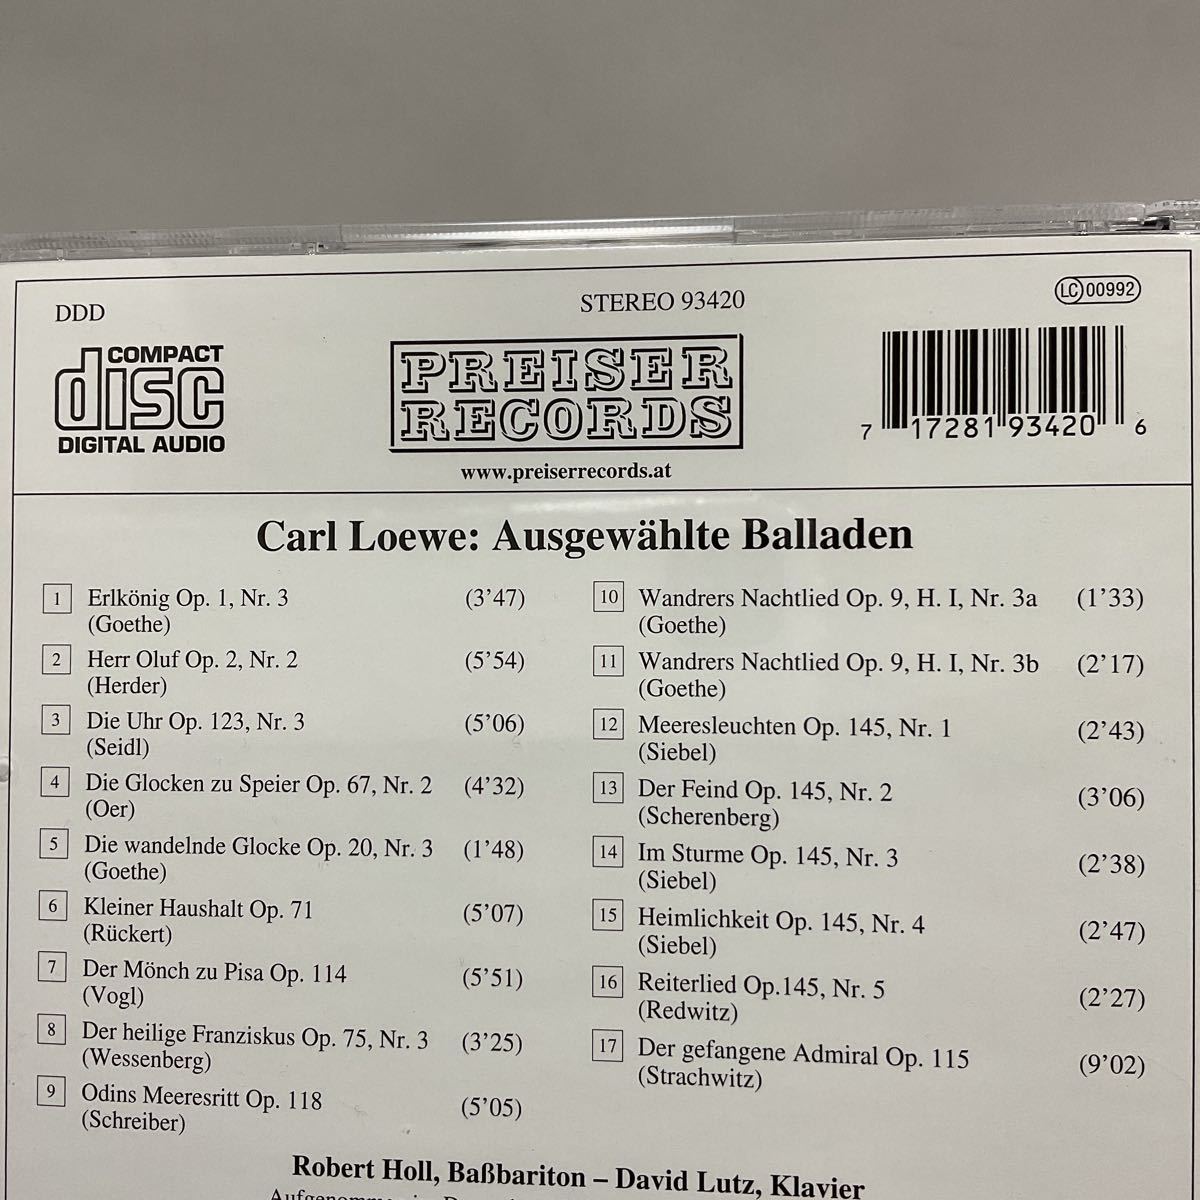 DDD
STEREO 93420
LC 00992
COMPACT
disc
DIGITAL AUDIO
PREISER
RECORDS
www.preiserrecords.at
7 17281 93420 6
Carl Loewe: Ausgewählte Balladen
1 Erlkönig Op. 1, Nr. 3 (3’47)
(Goethe)
2 Herr Oluf Op. 2, Nr. 2 (5’54)
(Herder)
3 Die Uhr Op. 123, Nr. 3 (5’06)
(Seidl)
4 Die Glocken zu Speier Op. 67, Nr. 2 (4’32)
(Oer)
5 Die wandelnde Glocke Op. 20, Nr. 3 (1’48)
(Goethe)
6 Kleiner Haushalt Op. 71 (5’07)
(Rückert)
7 Der Mönch zu Pisa Op. 114 (5’51)
(Vogl)
8 Der heilige Franziskus Op. 75, Nr. 3 (3’25)
(Wessenberg)
9 Odins Meeresritt Op. 118 (5’05)
(Schreiber)
10 Wandrers Nachtlied Op. 9, H. I, Nr. 3a (1’33)
(Goethe)
11 Wandrers Nachtlied Op. 9, H. I, Nr. 3b (2’17)
(Goethe)
12 Meeresleuchten Op. 145, Nr. 1 (2’43)
(Siebel)
13 Der Feind Op. 145, Nr. 2 (3’06)
(Scherenberg)
14 Im Sturme Op. 145, Nr. 3 (2’38)
(Siebel)
15 Heimlichkeit Op. 145, Nr. 4 (2’47)
(Siebel)
16 Reiterlied Op.145, Nr. 5 (2’27)
(Redwitz)
17 Der gefangene Admiral Op. 115 (9’02)
(Strachwitz)
Robert Holl, Baßbariton – David Lutz, Klavier